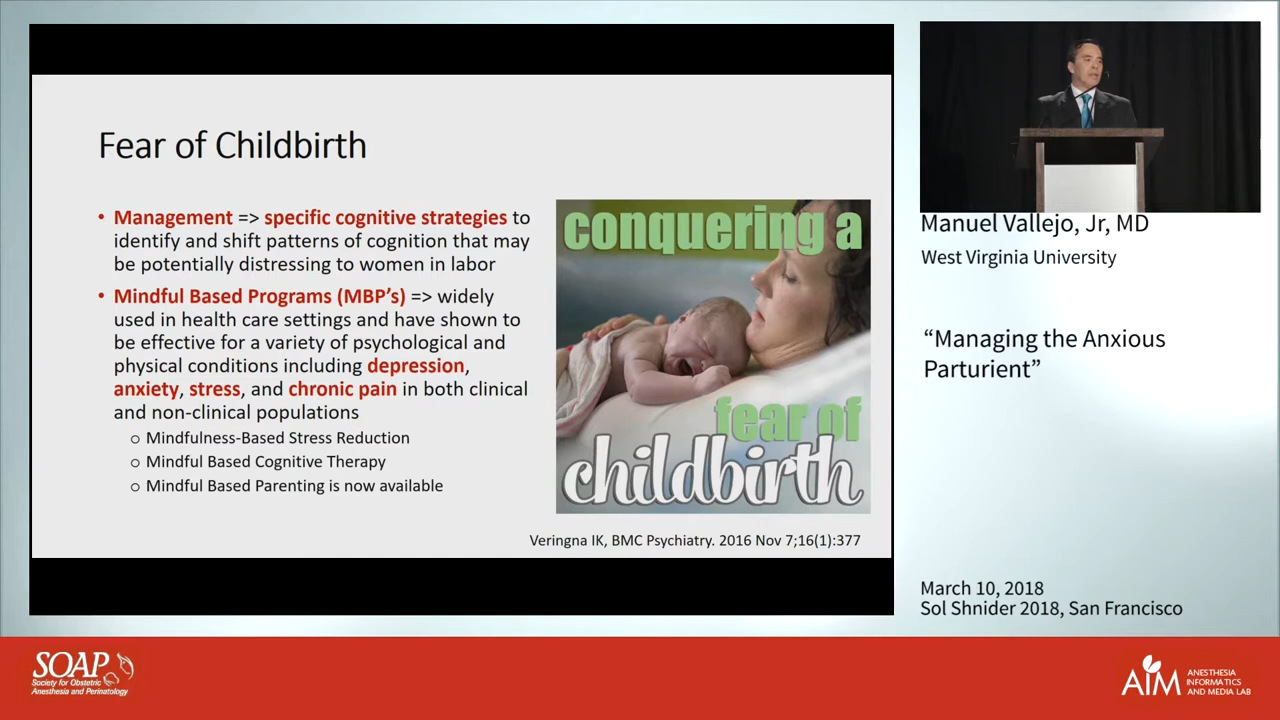 Fear of Childbirth
• Management => specific cognitive strategies to
identify and shift patterns of cognition that may
be potentially distressing to women in labor
• Mindful Based Programs (MBP’s) => widely
used in health care settings and have shown to
be effective for a variety of psychological and
physical conditions including depression,
anxiety, stress, and chronic pain in both clinical
and non-clinical populations
o Mindfulness-Based Stress Reduction
o Mindful Based Cognitive Therapy
o Mindful Based Parenting is now available
conquering a
fear of
childbirth
Veringna IK, BMC Psychiatry. 2016 Nov 7;16(1):377
Manuel Vallejo, Jr, MD
West Virginia University
“Managing the Anxious
Parturient”
March 10, 2018
Sol Shnider 2018, San Francisco
SOAP
Society for Obstetric
Anesthesia and Perinatology
AIM
ANESTHESIA
INFORMATICS
AND MEDIA LAB